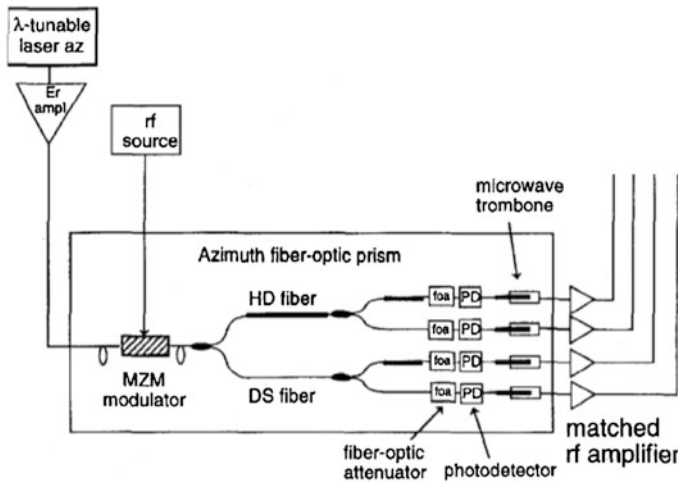 λ-tunable
laser az
Er
ampl
rf
source
microwave
trombone
Azimuth fiber-optic prism
HD fiber
foa PD
foa PD
MZM
modulator
DS fiber
foa PD
foa PD
fiber-optic
attenuator
photodetector
matched
rf amplifier